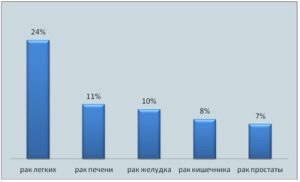 24%
11%
10%
8%
7%
рак легких
рак печени
рак желудка
рак кишечника
рак простаты